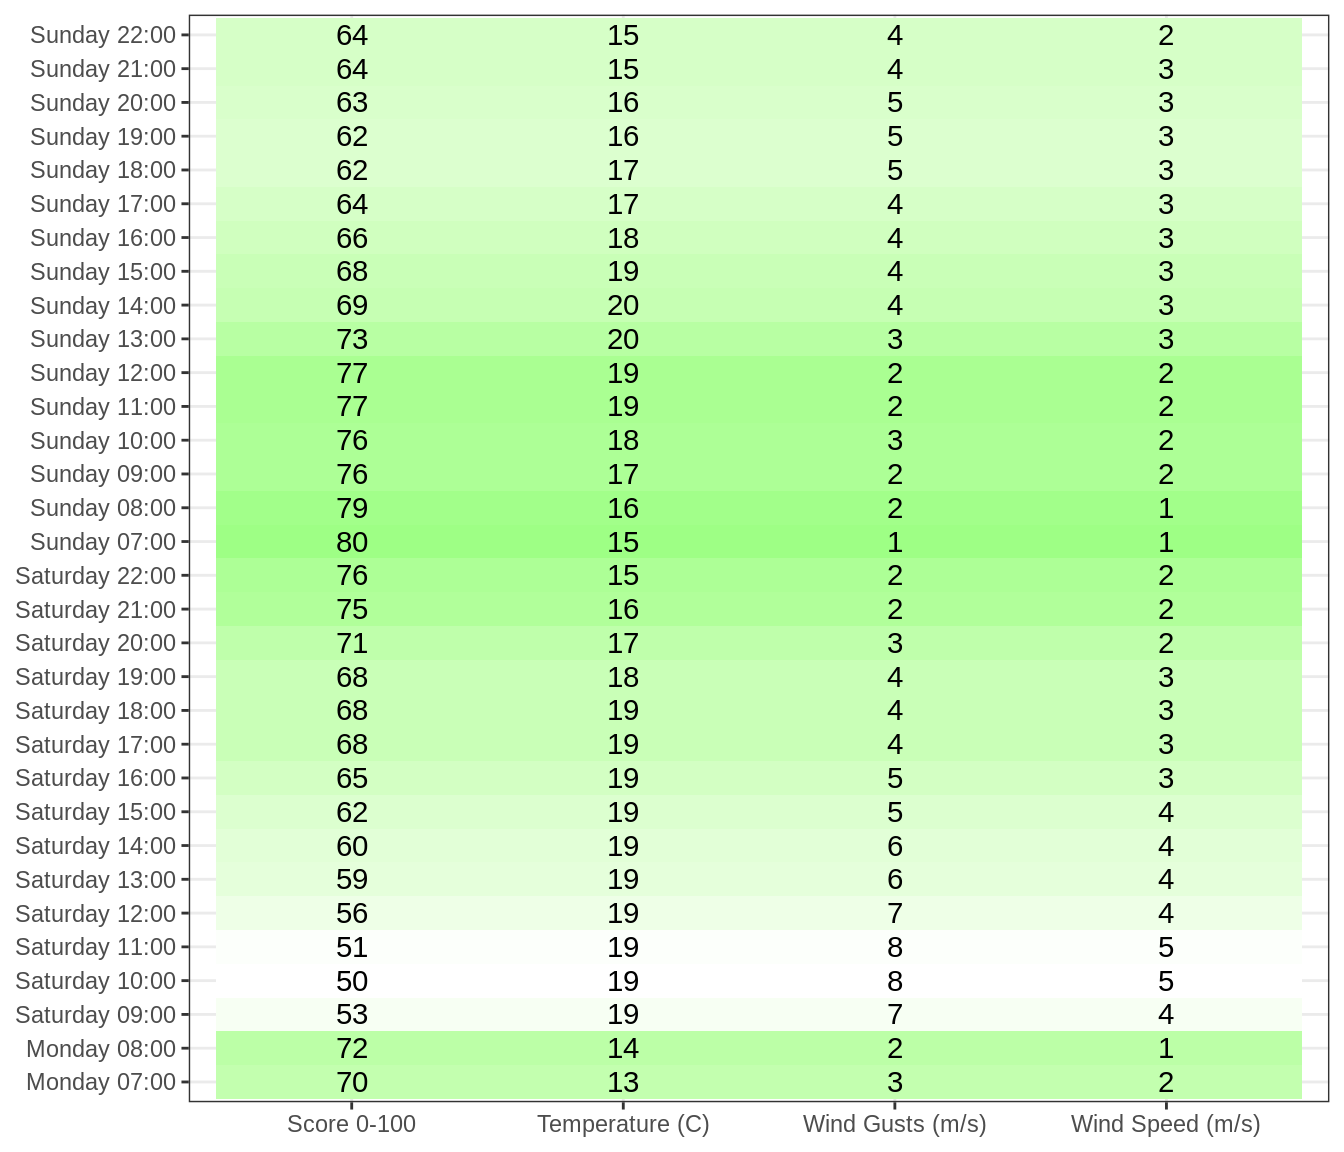 Sunday 22:00 64 15 4 2
Sunday 21:00 64 15 4 3
Sunday 20:00 63 16 5 3
Sunday 19:00 62 16 5 3
Sunday 18:00 62 17 5 3
Sunday 17:00 64 17 4 3
Sunday 16:00 66 18 4 3
Sunday 15:00 68 19 4 3
Sunday 14:00 69 20 4 3
Sunday 13:00 73 20 3 3
Sunday 12:00 77 19 2 2
Sunday 11:00 77 19 2 2
Sunday 10:00 76 18 3 2
Sunday 09:00 76 17 2 2
Sunday 08:00 79 16 2 1
Sunday 07:00 80 15 1 1
Saturday 22:00 76 15 2 2
Saturday 21:00 75 16 2 2
Saturday 20:00 71 17 3 2
Saturday 19:00 68 18 4 3
Saturday 18:00 68 19 4 3
Saturday 17:00 68 19 4 3
Saturday 16:00 65 19 5 3
Saturday 15:00 62 19 5 4
Saturday 14:00 60 19 6 4
Saturday 13:00 59 19 6 4
Saturday 12:00 56 19 7 4
Saturday 11:00 51 19 8 5
Saturday 10:00 50 19 8 5
Saturday 09:00 53 19 7 4
Monday 08:00 72 14 2 1
Monday 07:00 70 13 3 2
Score 0-100 Temperature (C) Wind Gusts (m/s) Wind Speed (m/s)